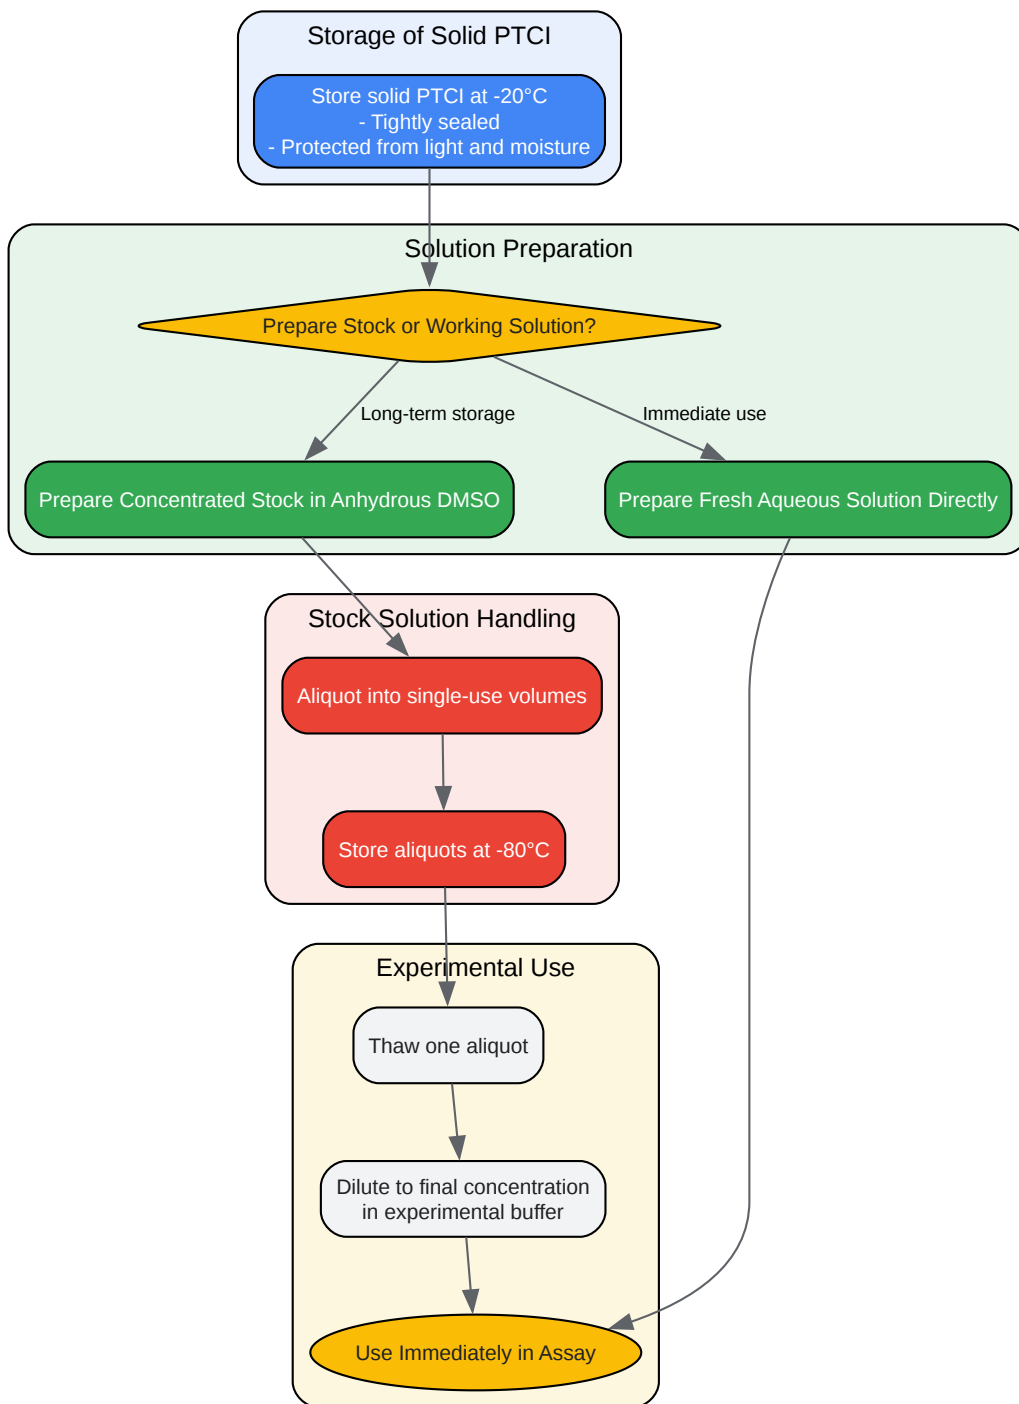 Storage of Solid PTCI
Store solid PTCI at -20°C
- Tightly sealed
- Protected from light and moisture
Solution Preparation
Prepare Stock or Working Solution?
Long-term storage
Immediate use
Prepare Concentrated Stock in Anhydrous DMSO
Prepare Fresh Aqueous Solution Directly
Stock Solution Handling
Aliquot into single-use volumes
Store aliquots at -80°C
Experimental Use
Thaw one aliquot
Dilute to final concentration
in experimental buffer
Use Immediately in Assay